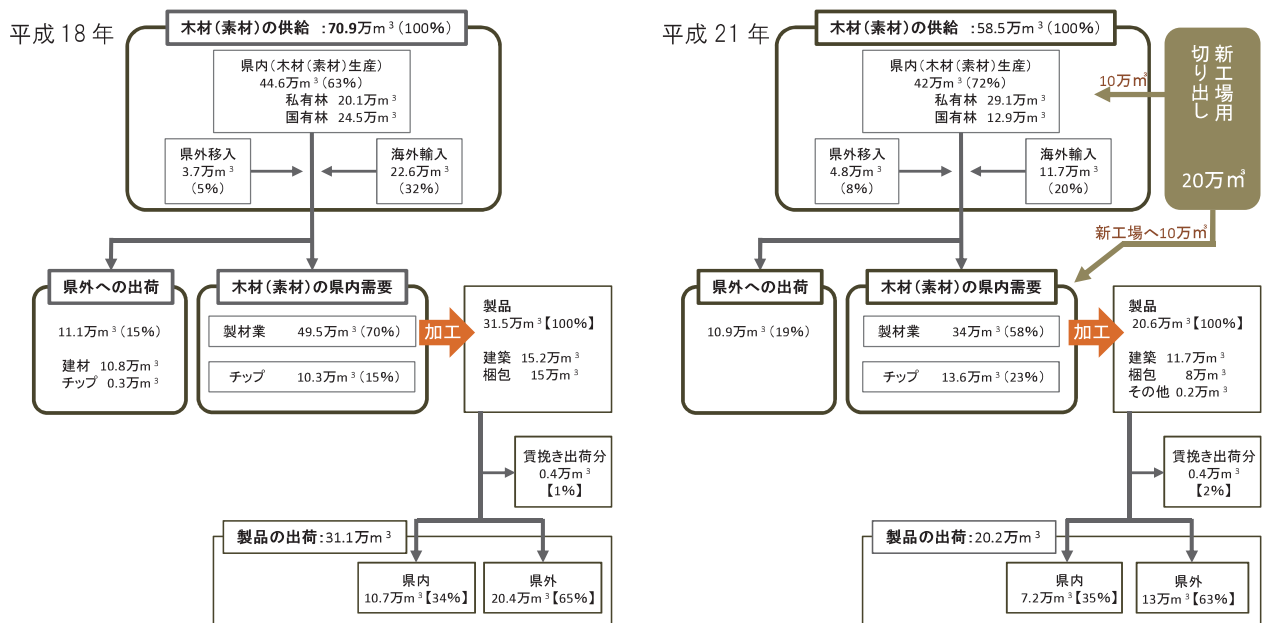 平成 18 年
木材(素材)の供給 :70.9万m³(100%)
県内(木材(素材)生産)
44.6万m³(63%)
私有林 20.1万m³
国有林 24.5万m³
県外移入
3.7万m³
(5%)
海外輸入
22.6万m³
(32%)
県外への出荷
11.1万m³(15%)
建材 10.8万m³
チップ 0.3万m³
木材(素材)の県内需要
製材業 49.5万m³(70%)
チップ 10.3万m³(15%)
加工
製品
31.5万m³【100%】
建築 15.2万m³
梱包 15万m³
賃挽き出荷分
0.4万m³
【1%】
製品の出荷:31.1万m³
県内
10.7万m³【34%】
県外
20.4万m³【65%】
平成 21 年
木材(素材)の供給 :58.5万m³(100%)
県内(木材(素材)生産)
42万m³(72%)
私有林 29.1万m³
国有林 12.9万m³
県外移入
4.8万m³
(8%)
海外輸入
11.7万m³
(20%)
10万㎥
新工場用
切り出し
20万㎥
新工場へ10万㎥
県外への出荷
10.9万m³(19%)
木材(素材)の県内需要
製材業 34万m³(58%)
チップ 13.6万m³(23%)
加工
製品
20.6万m³【100%】
建築 11.7万m³
梱包 8万m³
その他 0.2万m³
賃挽き出荷分
0.4万m³
【2%】
製品の出荷:20.2万m³
県内
7.2万m³【35%】
県外
13万m³【63%】